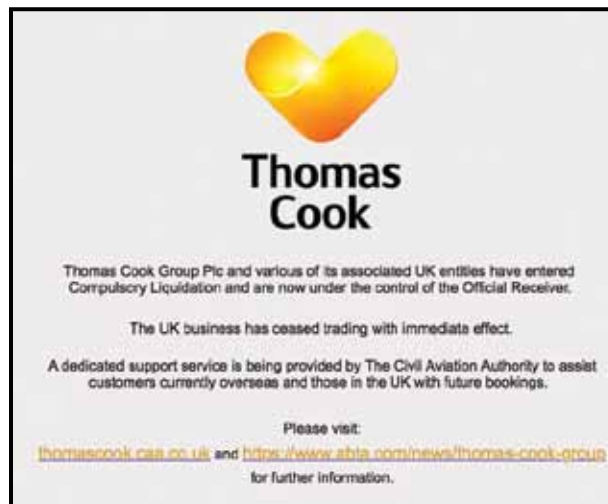 Thomas
Cook
Thomas Cook Group Plc and various of its associated UK entities have entered
Compulsory Liquidation and are now under the control of the Official Receiver.
The UK business has ceased trading with immediate effect.
A dedicated support service is being provided by The Civil Aviation Authority to assist
customers currently overseas and those in the UK with future bookings.
Please visit:
thomascook.caa.co.uk and https://www.abta.com/news/thomas-cook-group
for further information.